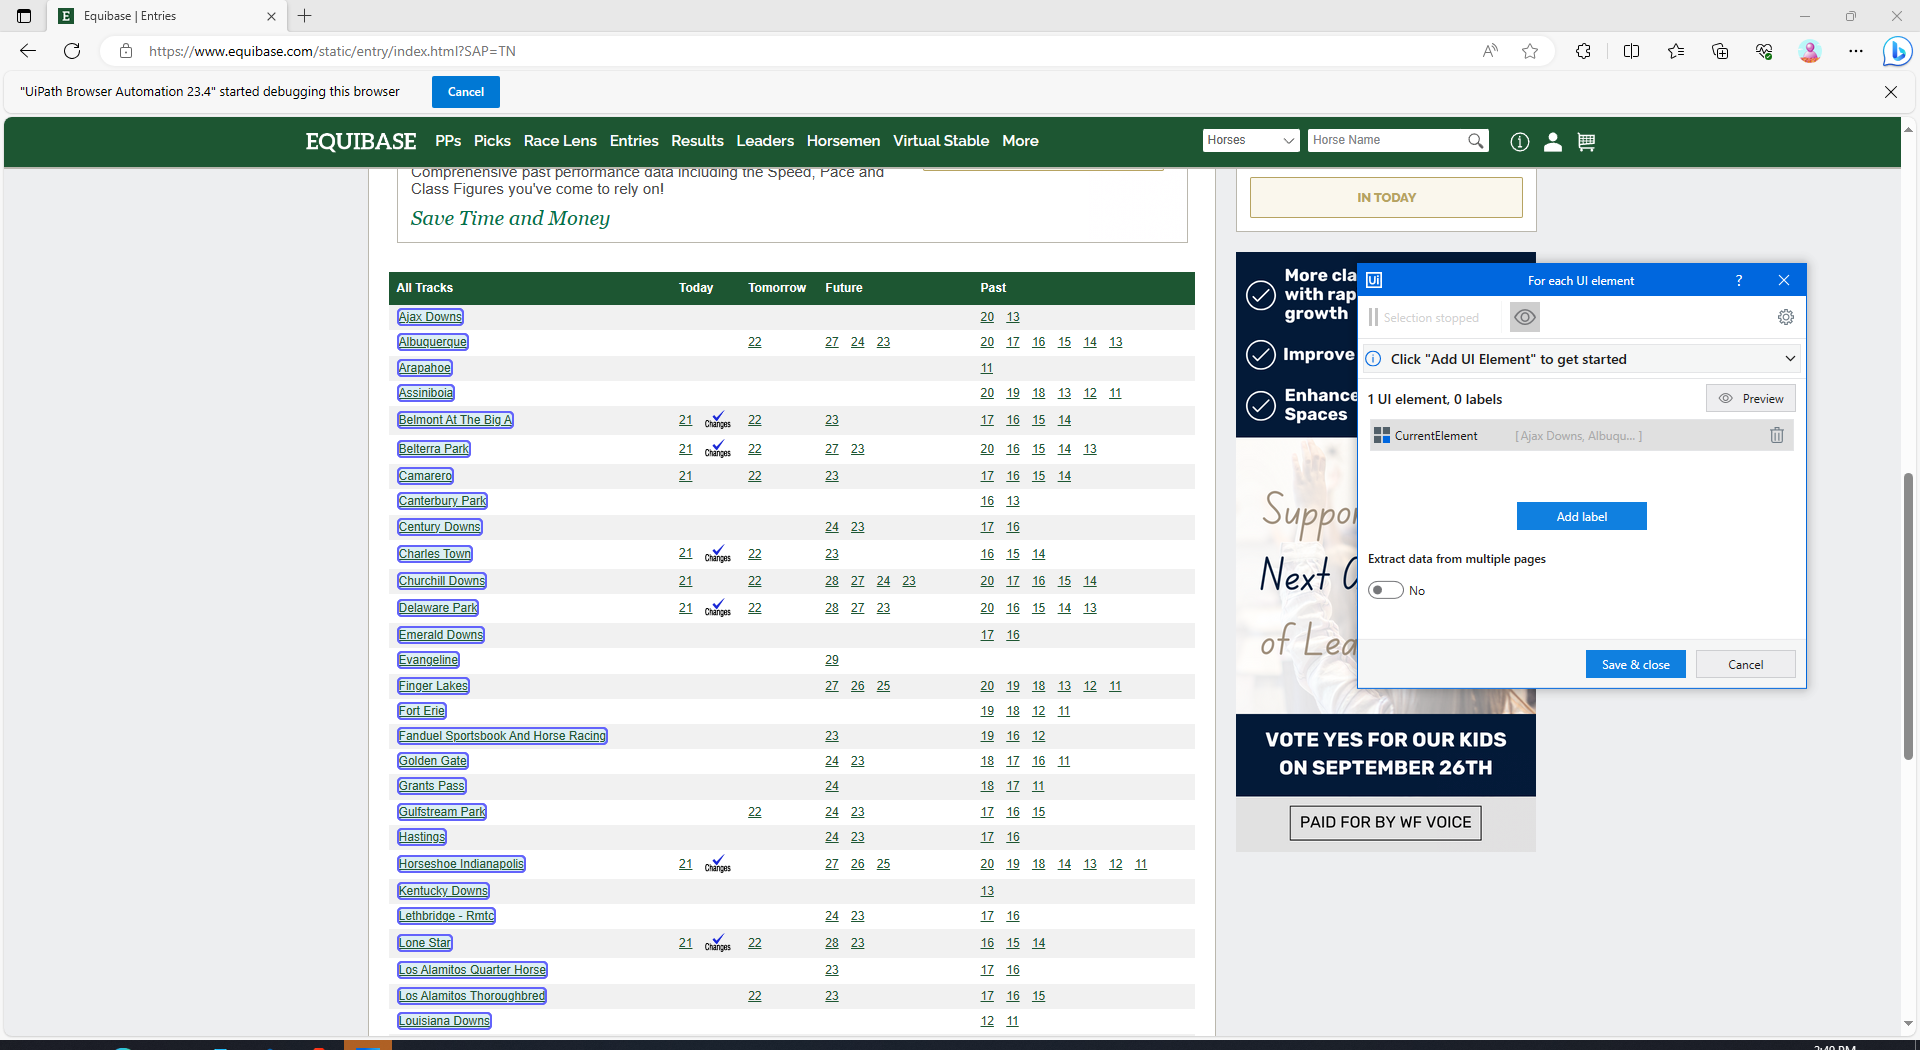 Equibase | Entries
https://www.equibase.com/static/entry/index.html?SAP=TN
"UiPath Browser Automation 23.4" started debugging this browser Cancel
EQUIBASE PPs Picks Race Lens Entries Results Leaders Horsemen Virtual Stable More Horses Horse Name
Comprehensive past performance data including the Speed, Pace and
Class Figures you've come to rely on!
Save Time and Money
IN TODAY
All Tracks Today Tomorrow Future Past
Ajax Downs 20 13
Albuquerque 22 27 24 23 20 17 16 15 14 13
Arapahoe 11
Assiniboia 20 19 18 13 12 11
Belmont At The Big A 21 Changes 22 23 17 16 15 14
Belterra Park 21 Changes 22 27 23 20 16 15 14 13
Camarero 21 22 23 17 16 15 14
Canterbury Park 16 13
Century Downs 24 23 17 16
Charles Town 21 Changes 22 23 16 15 14
Churchill Downs 21 22 28 27 24 23 20 17 16 15 14
Delaware Park 21 Changes 22 28 27 23 20 16 15 14 13
Emerald Downs 17 16
Evangeline 29
Finger Lakes 27 26 25 20 19 18 13 12 11
Fort Erie 19 18 12 11
Fanduel Sportsbook And Horse Racing 23 19 16 12
Golden Gate 24 23 18 17 16 11
Grants Pass 24 18 17 11
Gulfstream Park 22 24 23 17 16 15
Hastings 24 23 17 16
Horseshoe Indianapolis 21 Changes 27 26 25 20 19 18 14 13 12 11
Kentucky Downs 13
Lethbridge - Rmtc 24 23 17 16
Lone Star 21 Changes 22 28 23 16 15 14
Los Alamitos Quarter Horse 23 17 16
Los Alamitos Thoroughbred 22 23 17 16 15
Louisiana Downs 12 11
More cla
with rap
growth
Improve
Enhance
Spaces
Suppor
Next
of Lea
VOTE YES FOR OUR KIDS
ON SEPTEMBER 26TH
PAID FOR BY WF VOICE
Ui For each UI element ?
Selection stopped
Click "Add UI Element" to get started
1 UI element, 0 labels Preview
CurrentElement [Ajax Downs, Albuqu... ]
Add label
Extract data from multiple pages
No
Save & close Cancel